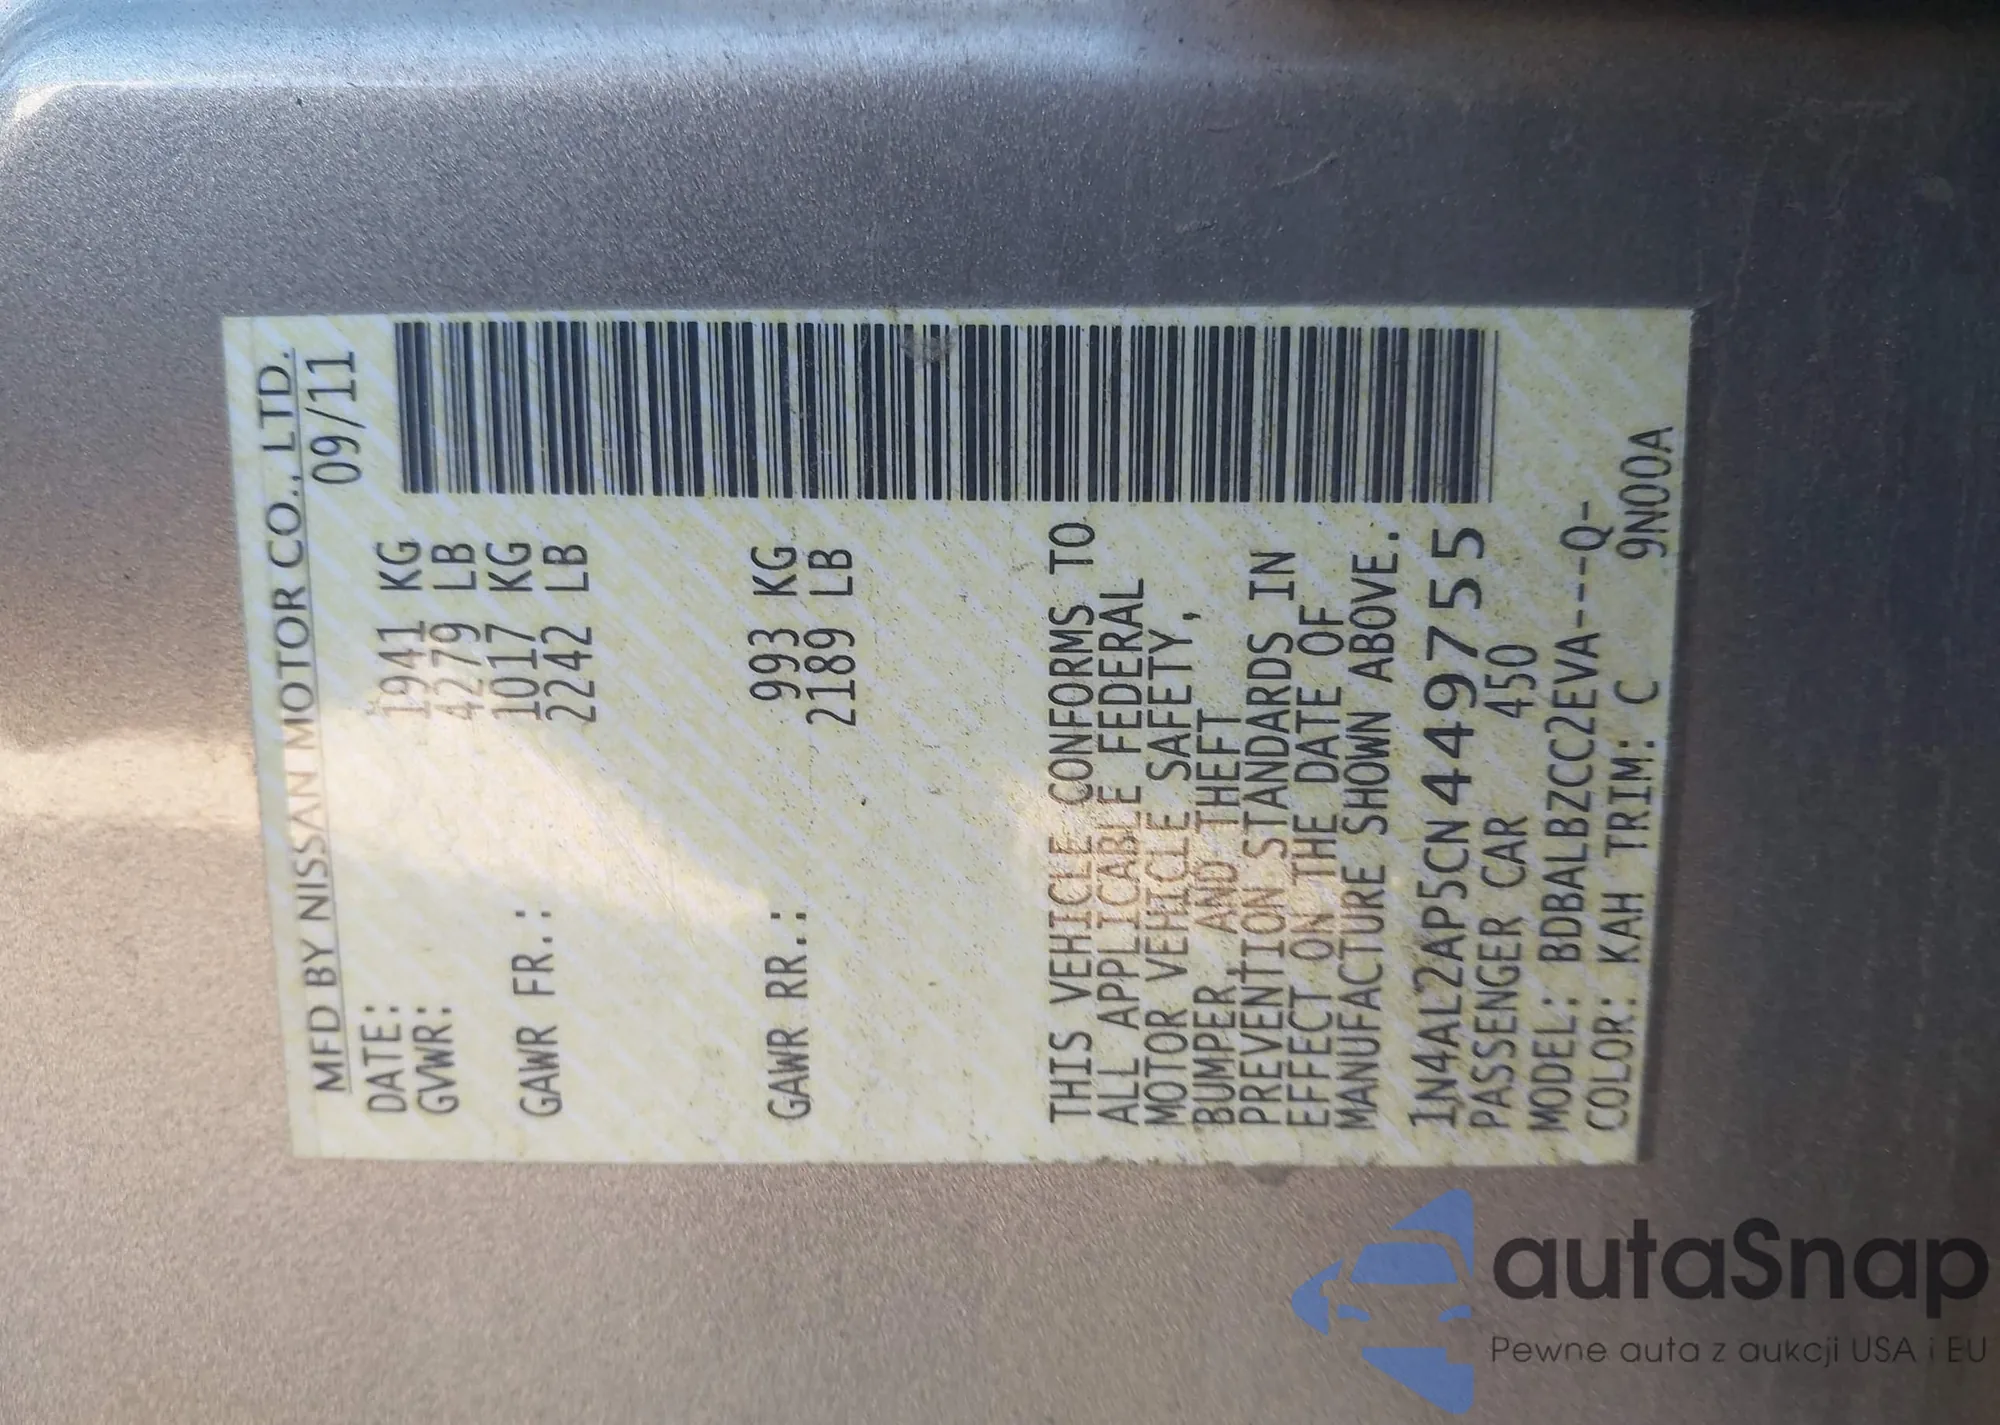 MFD BY NISSAN MOTOR CO., LTD.
DATE: 09/11
GVWR: 1941 KG
4279 LB
GAWR FR.: 1017 KG
2242 LB
GAWR RR.: 993 KG
2189 LB
THIS VEHICLE CONFORMS TO
ALL APPLICABLE FEDERAL
MOTOR VEHICLE SAFETY,
BUMPER, AND THEFT
PREVENTION STANDARDS IN
EFFECT ON THE DATE OF
MANUFACTURE SHOWN ABOVE.
1N4AL2AP5CN449755
PASSENGER CAR 450
MODEL: BDBALBZCC2EVA---Q-
COLOR: KAH TRIM: C 9N00A
autaSnap
Pewne auta z aukcji USA i EU